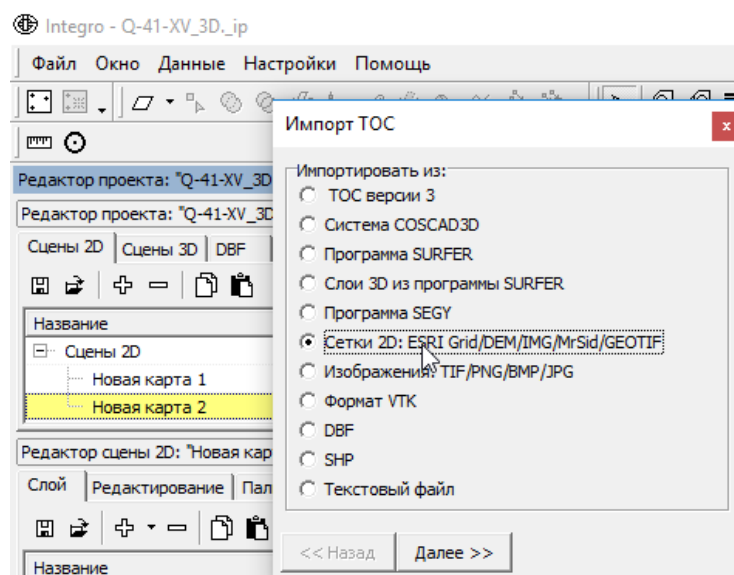 Integro - Q-41-XV_3D._ip
Файл Окно Данные Настройки Помощь
Импорт ТОС
x
Редактор проекта: "Q-41-XV_3D
Редактор проекта: "Q-41-XV_3D
Сцены 2D Сцены 3D DBF
Название
Сцены 2D
Новая карта 1
Новая карта 2
Редактор сцены 2D: "Новая кар
Слой Редактирование Пал
Название
Импортировать из:
ТОС версии 3
Система COSCAD3D
Программа SURFER
Слои 3D из программы SURFER
Программа SEGY
Сетки 2D: ESRI Grid/DEM/IMG/MrSid/GEOTIF
Изображения: TIF/PNG/BMP/JPG
Формат VTK
DBF
SHP
Текстовый файл
<< Назад Далее >>